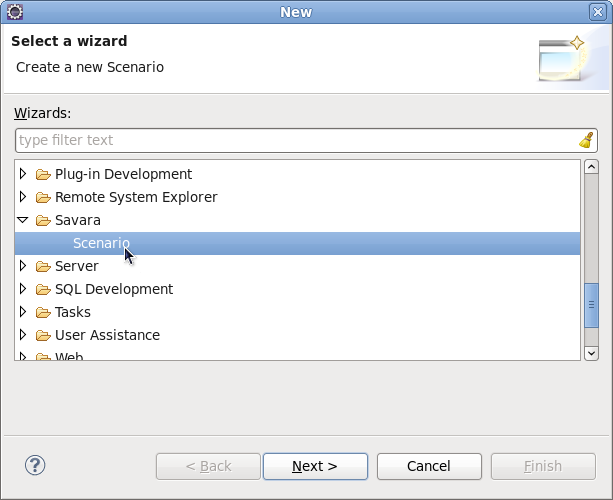 New
Select a wizard
Create a new Scenario
Wizards:
type filter text
Plug-in Development
Remote System Explorer
Savara
Scenario
Server
SQL Development
Tasks
User Assistance
Web
< Back
Next >
Cancel
Finish